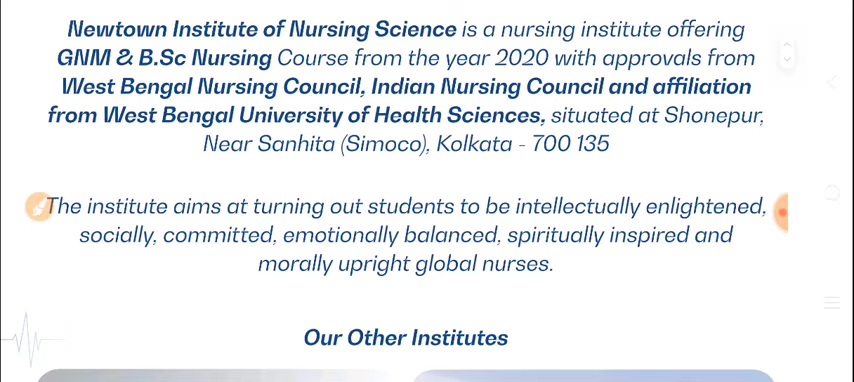 Newtown Institute of Nursing Science is a nursing institute offering
GNM & B.Sc Nursing Course from the year 2020 with approvals from
West Bengal Nursing Council, Indian Nursing Council and affiliation
from West Bengal University of Health Sciences, situated at Shonepur,
Near Sanhita (Simoco), Kolkata - 700 135
The institute aims at turning out students to be intellectually enlightened,
socially, committed, emotionally balanced, spiritually inspired and
morally upright global nurses.
Our Other Institutes